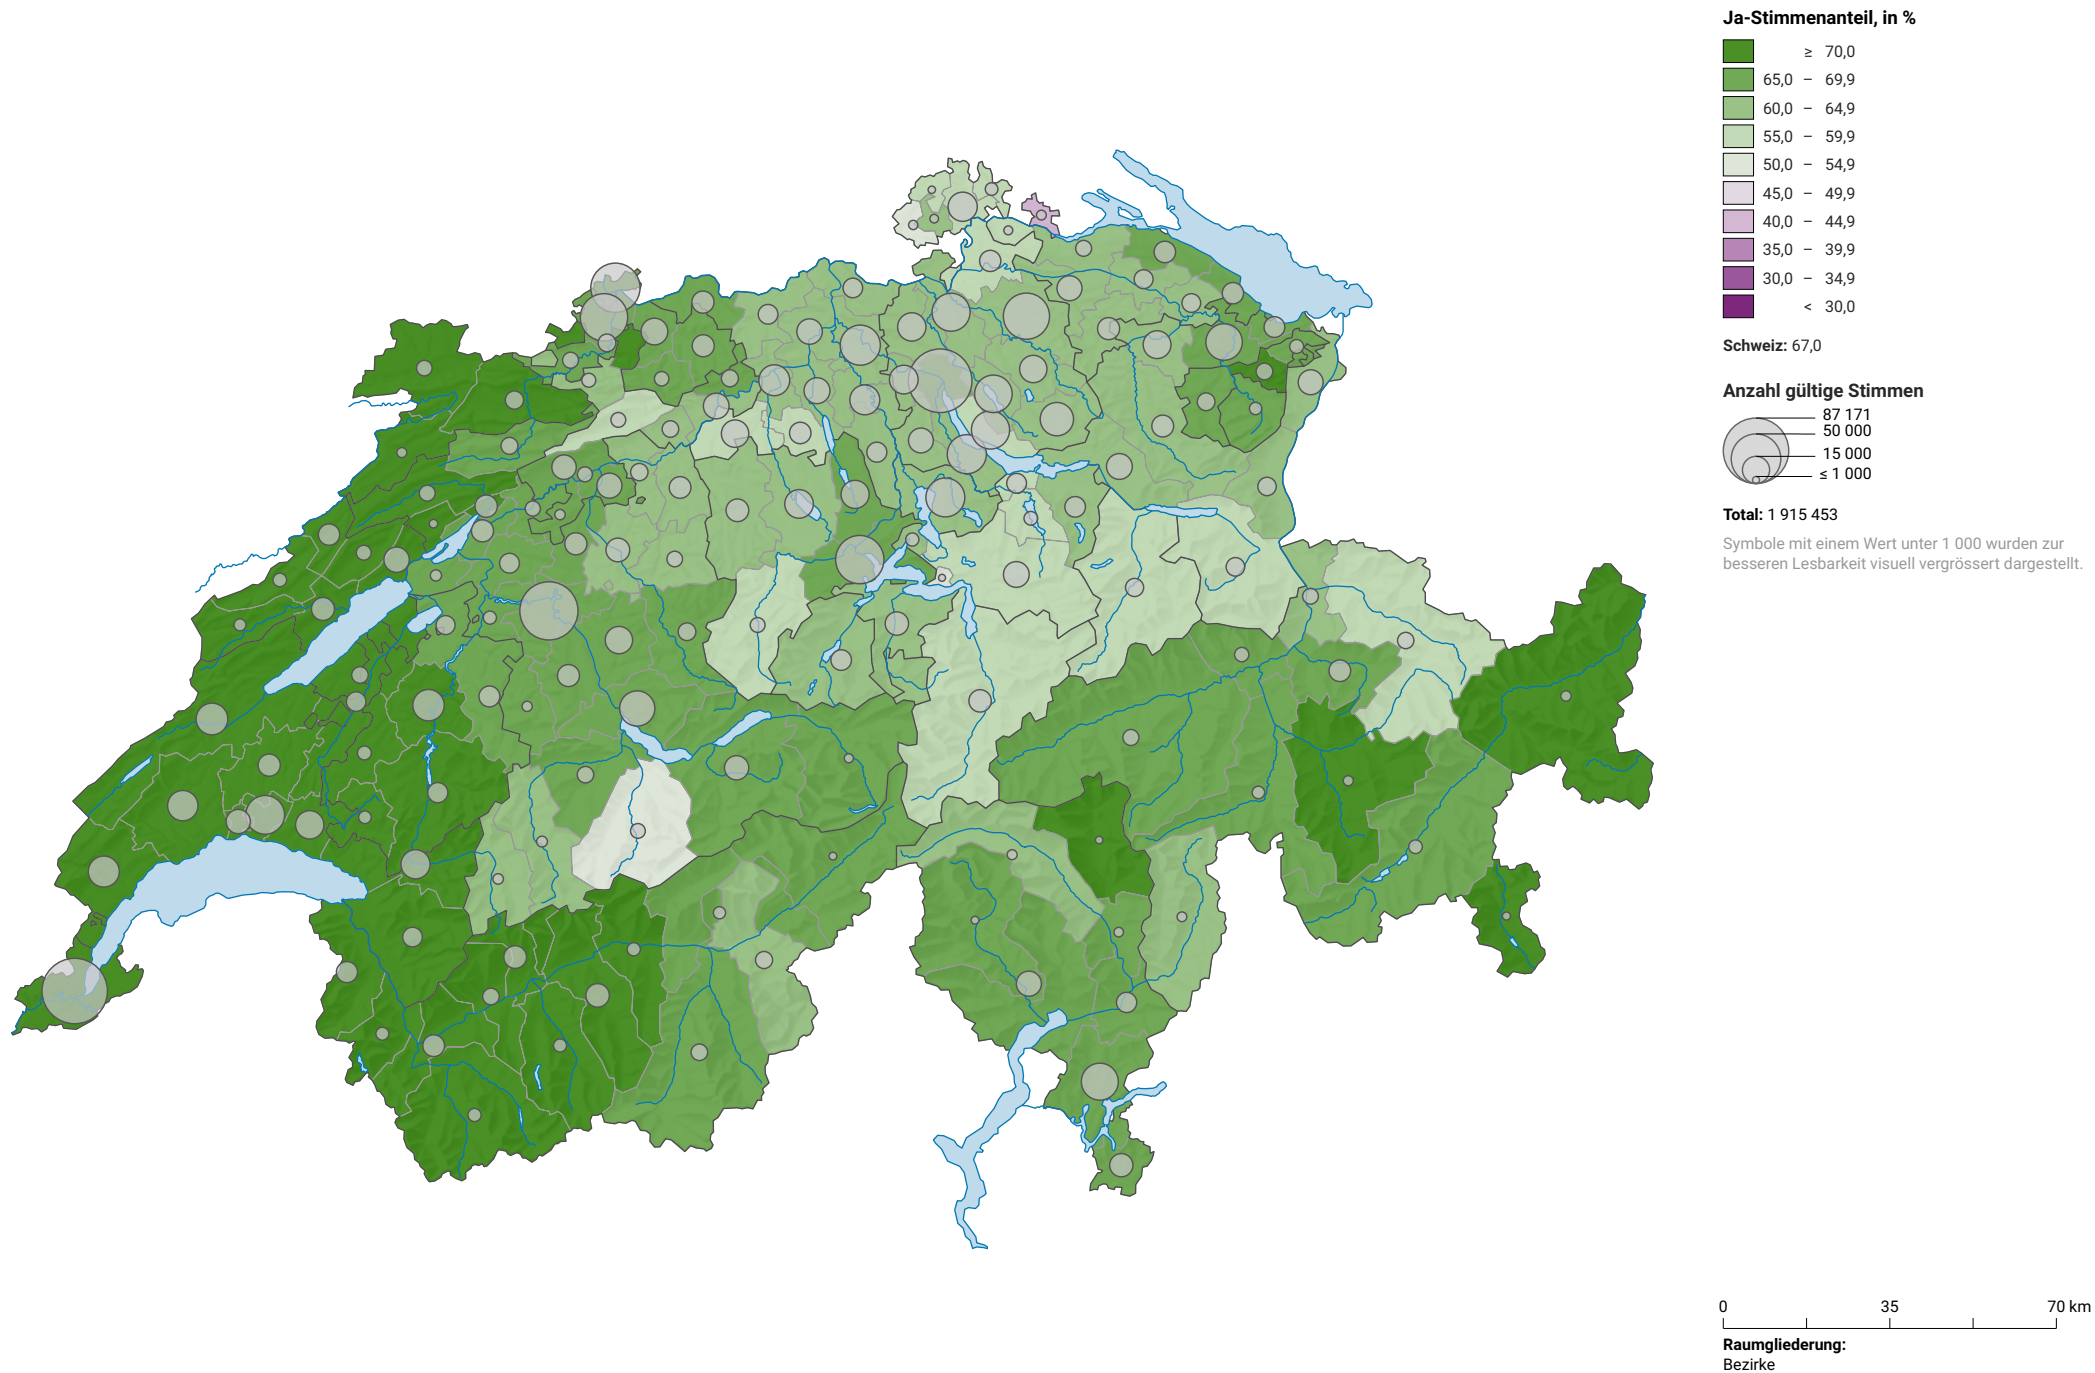 Ja-Stimmenanteil, in %
≥ 70,0
65,0 – 69,9
60,0 – 64,9
55,0 – 59,9
50,0 – 54,9
45,0 – 49,9
40,0 – 44,9
35,0 – 39,9
30,0 – 34,9
< 30,0
Schweiz: 67,0
Anzahl gültige Stimmen
87 171
50 000
15 000
≤ 1 000
Total: 1 915 453
Symbole mit einem Wert unter 1 000 wurden zur
besseren Lesbarkeit visuell vergrössert dargestellt.
0 35 70 km
Raumgliederung:
Bezirke